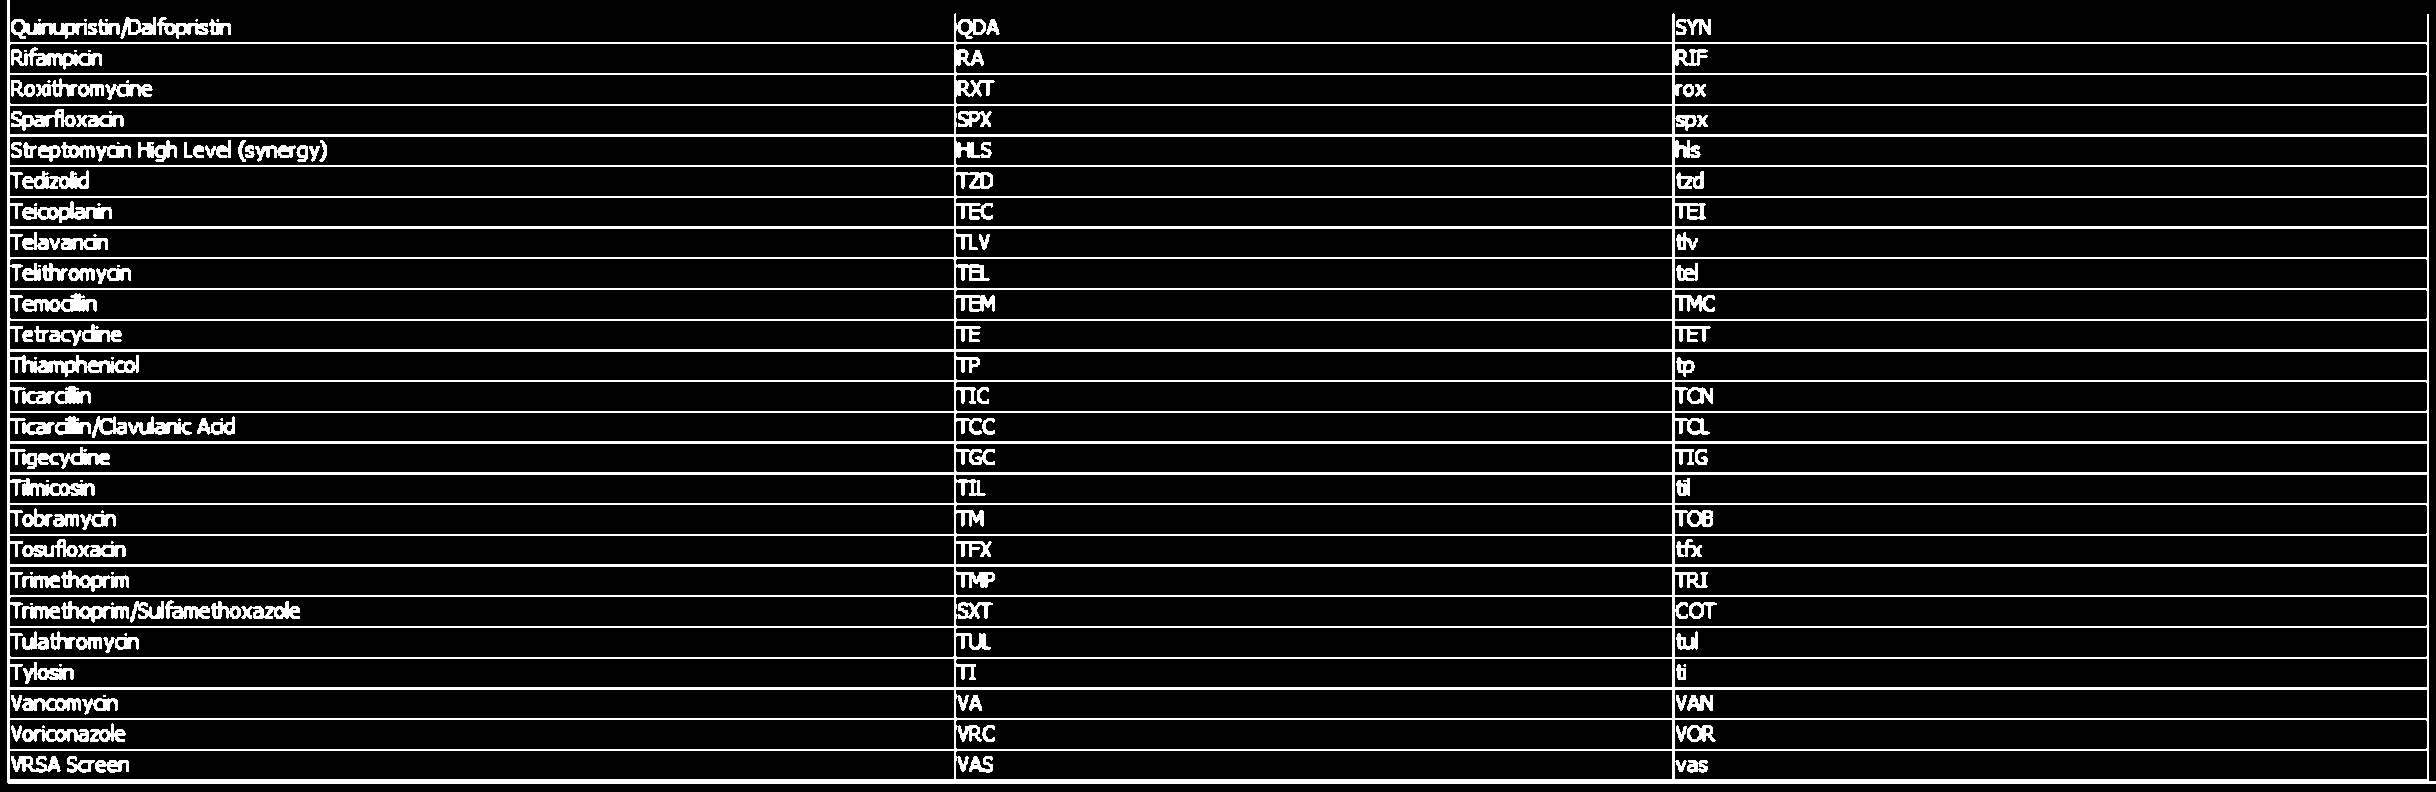 Quinupristin/Dalfopristin QDA SYN
Rifampicin RA RIF
Roxithromycine RXT rox
Sparfloxacin SPX spx
Streptomycin High Level (synergy) HLS hls
Tedizolid TZD tzd
Teicoplanin TEC TEI
Telavancin TLV tlv
Telithromycin TEL tel
Temocillin TEM TMC
Tetracycline TE TET
Thiamphenicol TP tp
Ticarcillin TIC TCN
Ticarcillin/Clavulanic Acid TCC TCL
Tigecycline TGC TIG
Tilmicosin TIL til
Tobramycin TM TOB
Tosufloxacin TFX tfx
Trimethoprim TMP TRI
Trimethoprim/Sulfamethoxazole SXT COT
Tulathromycin TUL tul
Tylosin TI ti
Vancomycin VA VAN
Voriconazole VRC VOR
VRSA Screen VAS vas